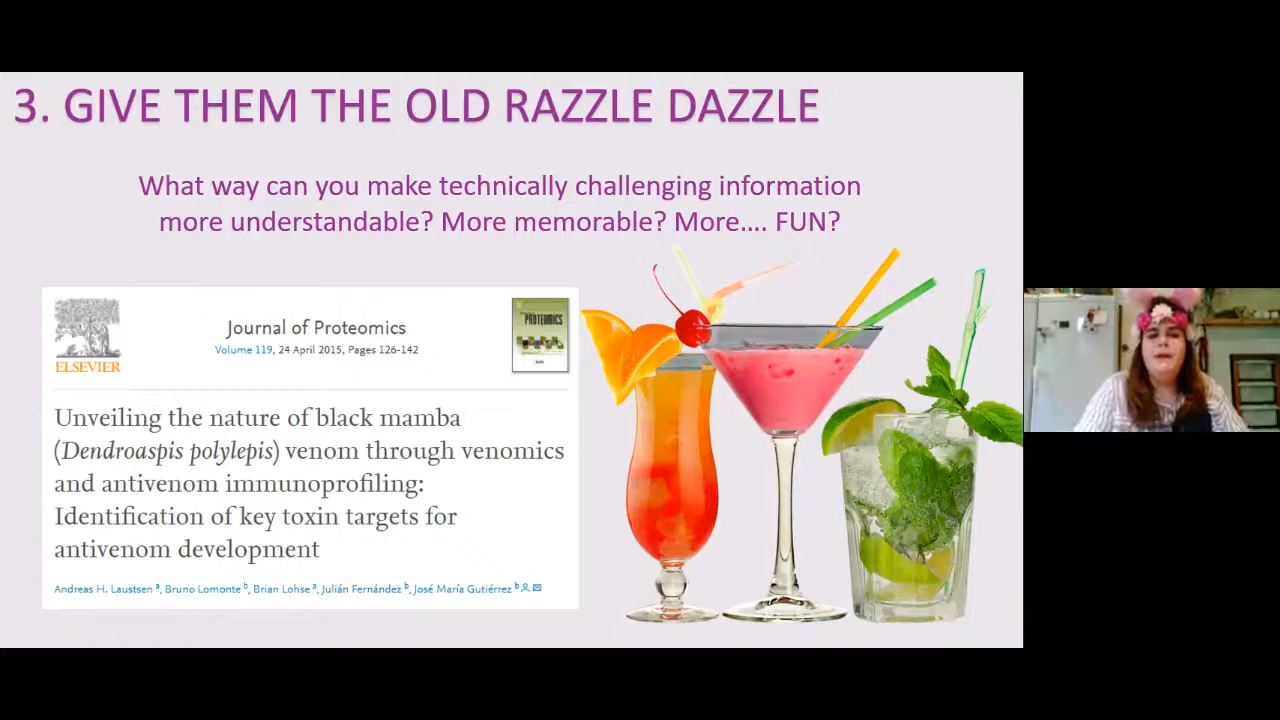 3. GIVE THEM THE OLD RAZZLE DAZZLE
What way can you make technically challenging information
more understandable? More memorable? More.... FUN?
ELSEVIER
Journal of Proteomics
Volume 119, 24 April 2015, Pages 126-142
PROTEOMICS
Unveiling the nature of black mamba
(Dendroaspis polylepis) venom through venomics
and antivenom immunoprofiling:
Identification of key toxin targets for
antivenom development
Andreas H. Laustsen a, Bruno Lomonte b, Brian Lohse a, Julián Fernández b, José María Gutiérrez b